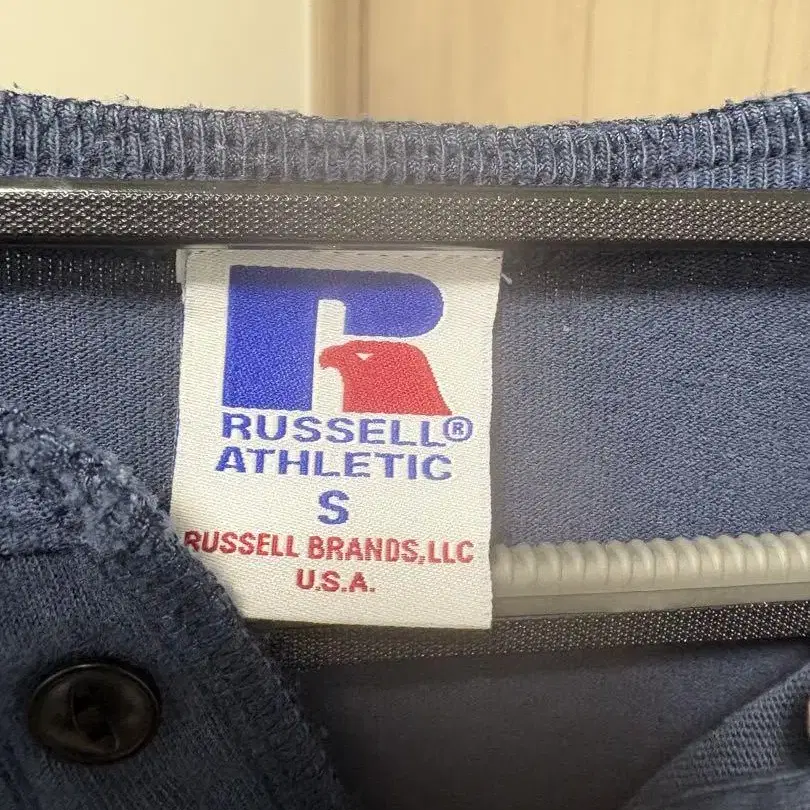 RUSSELL®
ATHLETIC
S
RUSSELL BRANDS, LLC
U.S.A.